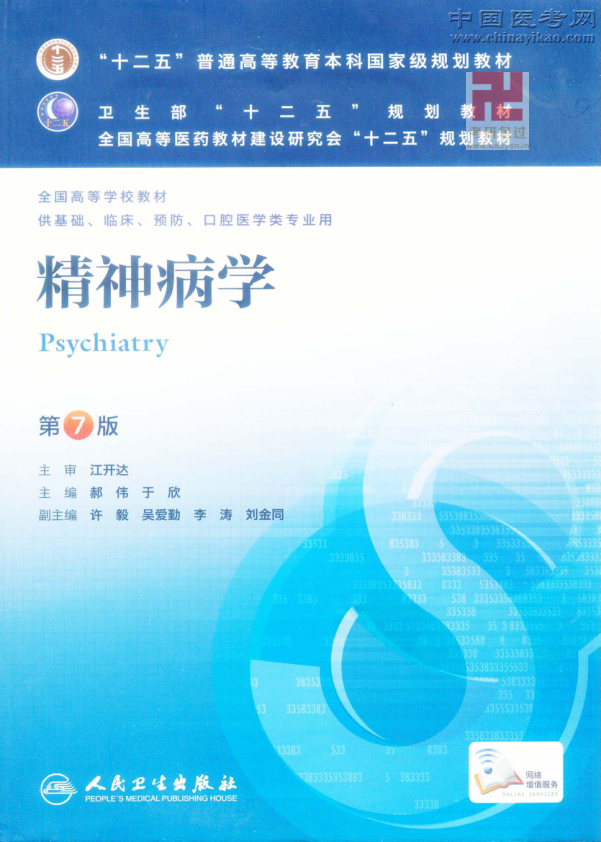 中国医考网
www.chinayikao.com
“十二五”普通高等教育本科国家级规划教材
十二五
卫生部“十二五”规划教材
全国高等医药教材建设研究会“十二五”规划教材
全国高等学校教材
供基础、临床、预防、口腔医学类专业用
精神病学
Psychiatry
第7版
主 审 江开达
主 编 郝 伟 于 欣
副主编 许 毅 吴爱勤 李 涛 刘金同
网络
增值服务
ONLINE SERVICES
人民卫生出版社
PEOPLE'S MEDICAL PUBLISHING HOUSE